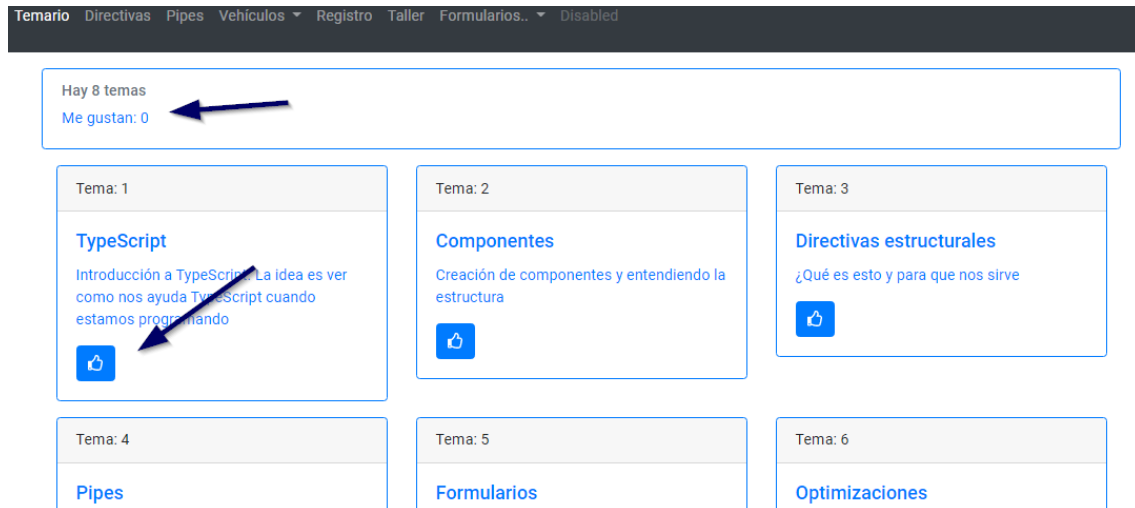 Temario Directivas Pipes Vehículos Registro Taller Formularios.. Disabled
Hay 8 temas
Me gustan: 0
Tema: 1
TypeScript
Introducción a TypeScript. La idea es ver
como nos ayuda TypeScript cuando
estamos programando
Tema: 2
Componentes
Creación de componentes y entendiendo la
estructura
Tema: 3
Directivas estructurales
¿Qué es esto y para que nos sirve
Tema: 4
Pipes
Tema: 5
Formularios
Tema: 6
Optimizaciones